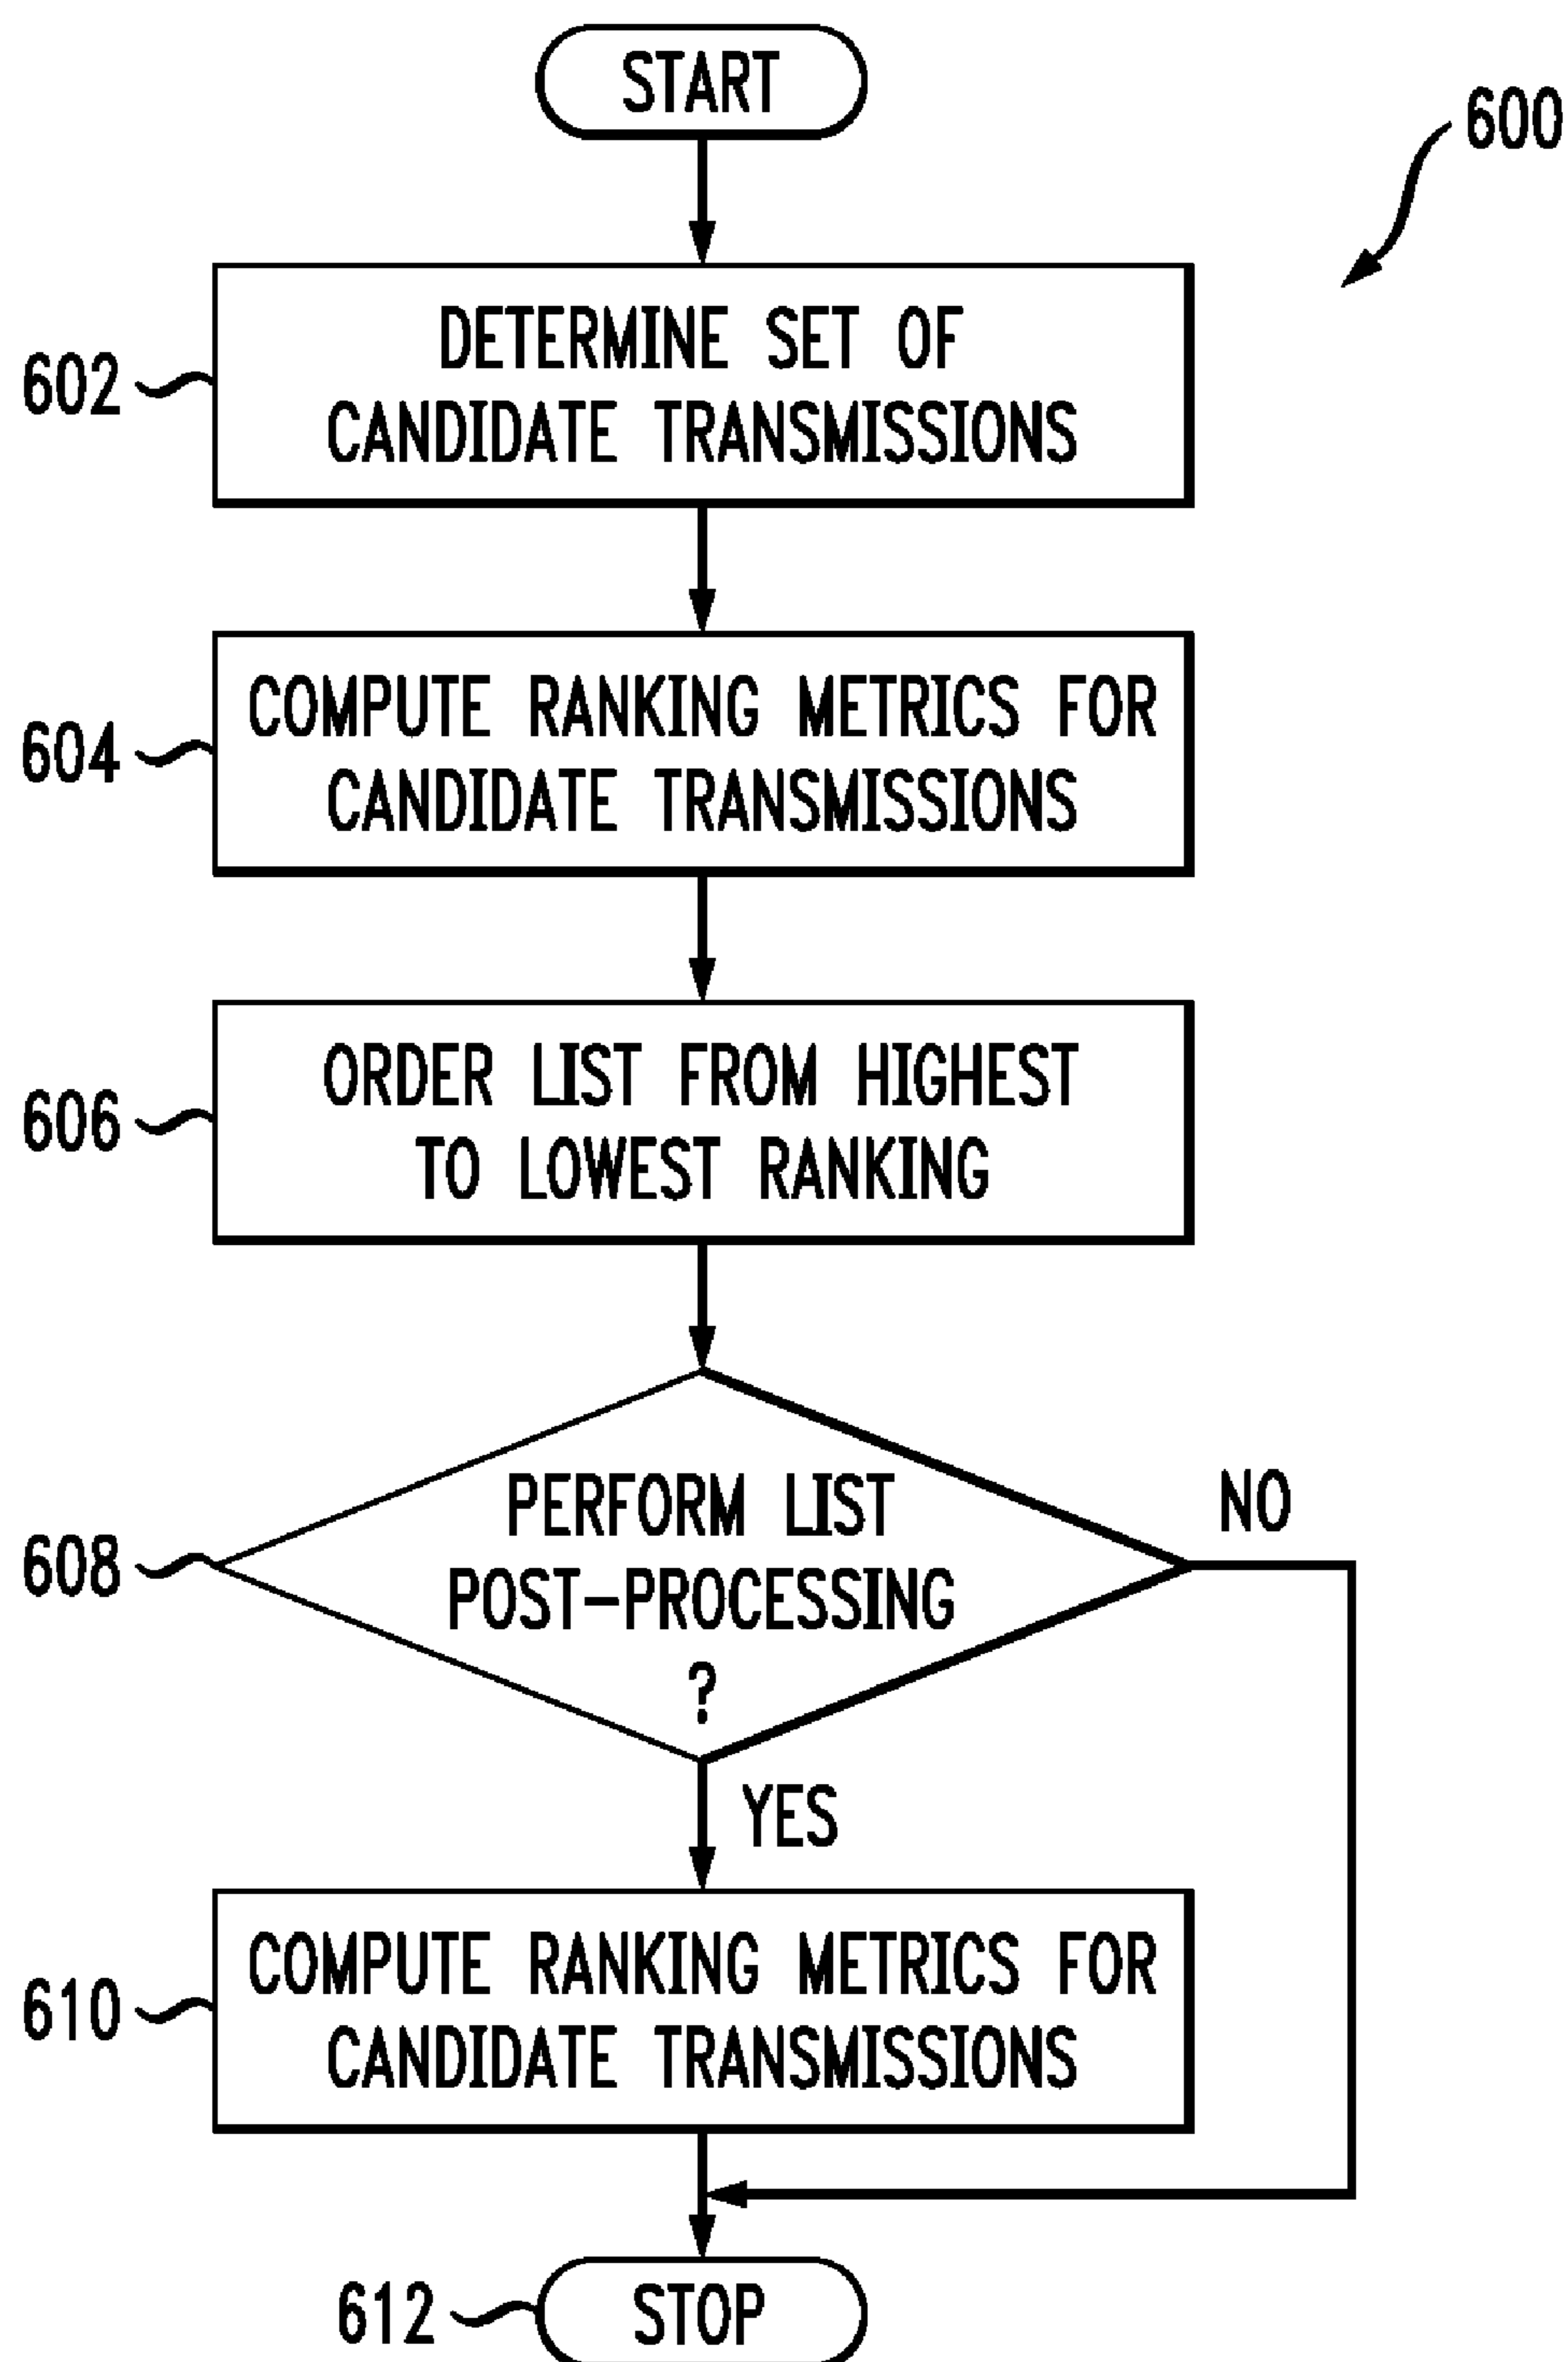 START
600
602
DETERMINE SET OF
CANDIDATE TRANSMISSIONS
604
COMPUTE RANKING METRICS FOR
CANDIDATE TRANSMISSIONS
606
ORDER LIST FROM HIGHEST
TO LOWEST RANKING
608
PERFORM LIST
POST-PROCESSING
?
NO
YES
610
COMPUTE RANKING METRICS FOR
CANDIDATE TRANSMISSIONS
612
STOP